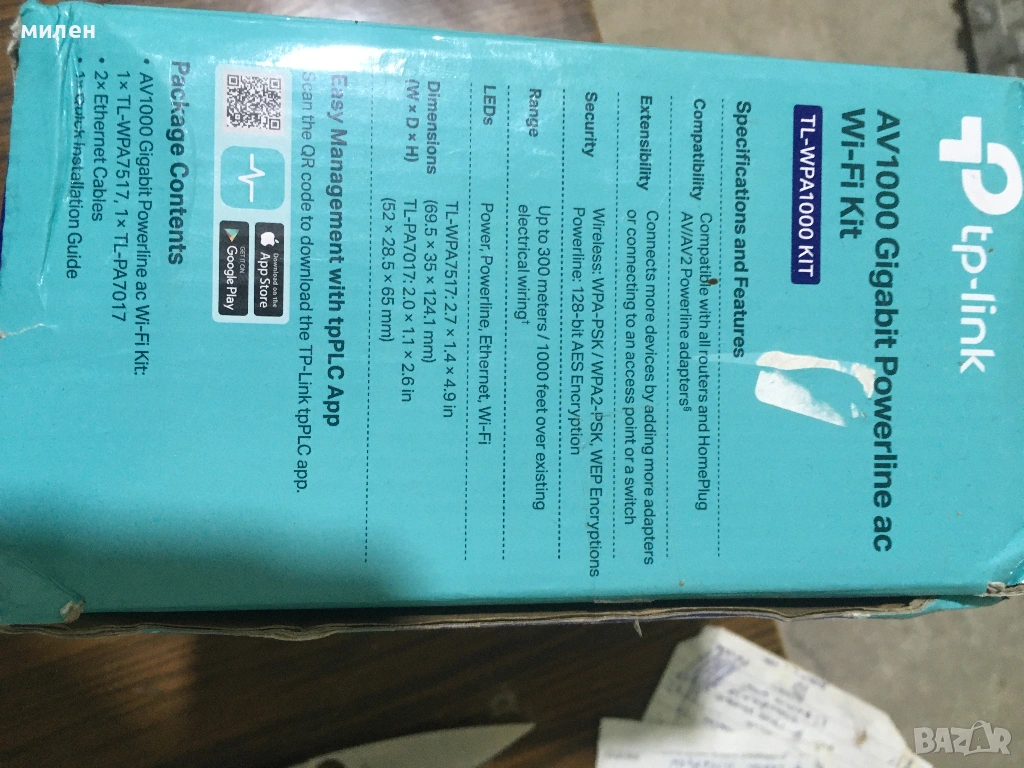 милен
tp-link
AV1000 Gigabit Powerline ac
Wi-Fi Kit
TL-WPA1000 KIT
Specifications and Features
Compatibility
Compatible with all routers and HomePlug
AV/AV2 Powerline adapters§
Extensibility
Connects more devices by adding more adapters
or connecting to an access point or a switch
Security
Wireless: WPA-PSK / WPA2-PSK, WEP Encryptions
Powerline: 128-bit AES Encryption
Range
Up to 300 meters / 1000 feet over existing
electrical wiring†
LEDs
Power, Powerline, Ethernet, Wi-Fi
Dimensions
(W × D × H)
TL-WPA7517: 2.7 × 1.4 × 4.9 in
(69.5 × 35 × 124.1 mm)
TL-PA7017: 2.0 × 1.1 × 2.6 in
(52 × 28.5 × 65 mm)
Easy Management with tpPLC App
Scan the QR code to download the TP-Link tpPLC app.
Download on the
App Store
GET IT ON
Google Play
Package Contents
• AV1000 Gigabit Powerline ac Wi-Fi Kit:
1× TL-WPA7517, 1× TL-PA7017
• 2× Ethernet Cables
• 1× Quick Installation Guide
BAZAR